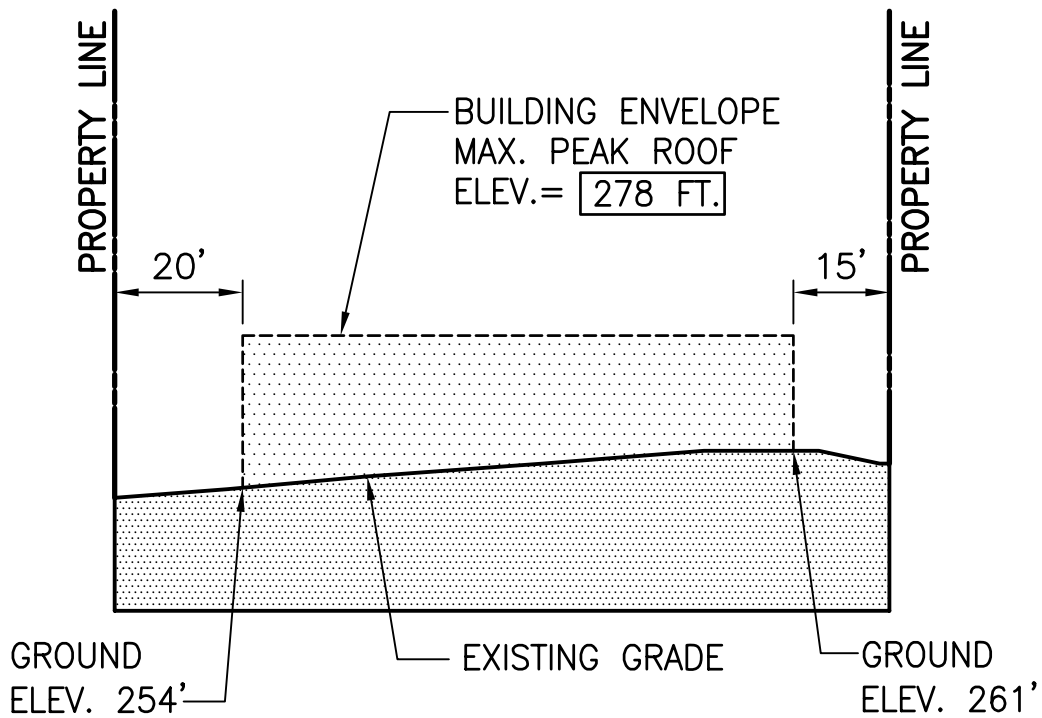 PROPERTY LINE
PROPERTY LINE
BUILDING ENVELOPE
MAX. PEAK ROOF
ELEV.= 278 FT.
20'
15'
GROUND
ELEV. 254'
EXISTING GRADE
GROUND
ELEV. 261'